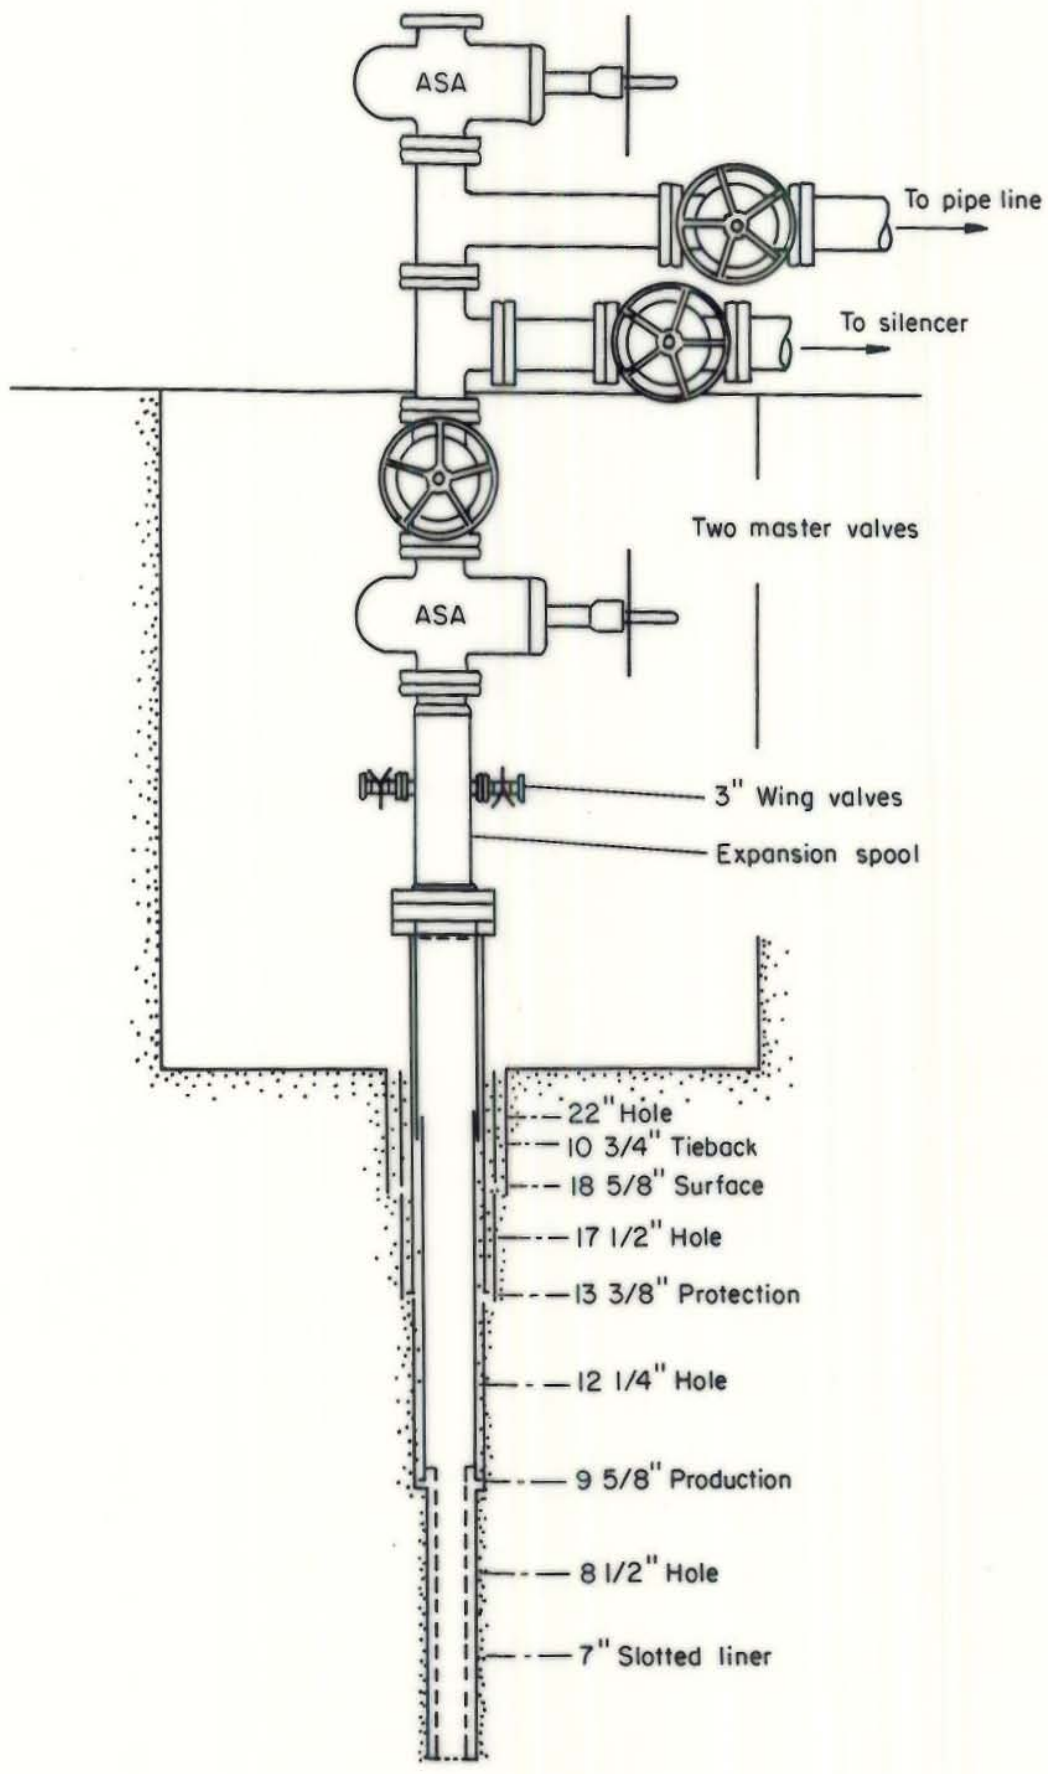 ASA
To pipe line
To silencer
Two master valves
ASA
3" Wing valves
Expansion spool
22" Hole
10 3/4" Tieback
18 5/8" Surface
17 1/2" Hole
13 3/8" Protection
12 1/4" Hole
9 5/8" Production
8 1/2" Hole
7" Slotted liner